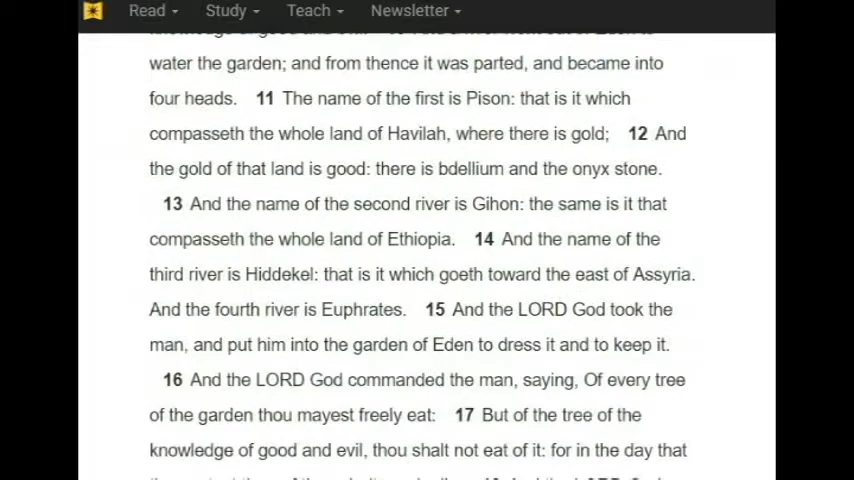 Read Study Teach Newsletter
water the garden; and from thence it was parted, and became into
four heads. 11 The name of the first is Pison: that is it which
compasseth the whole land of Havilah, where there is gold; 12 And
the gold of that land is good: there is bdellium and the onyx stone.
13 And the name of the second river is Gihon: the same is it that
compasseth the whole land of Ethiopia. 14 And the name of the
third river is Hiddekel: that is it which goeth toward the east of Assyria.
And the fourth river is Euphrates. 15 And the LORD God took the
man, and put him into the garden of Eden to dress it and to keep it.
16 And the LORD God commanded the man, saying, Of every tree
of the garden thou mayest freely eat: 17 But of the tree of the
knowledge of good and evil, thou shalt not eat of it: for in the day that